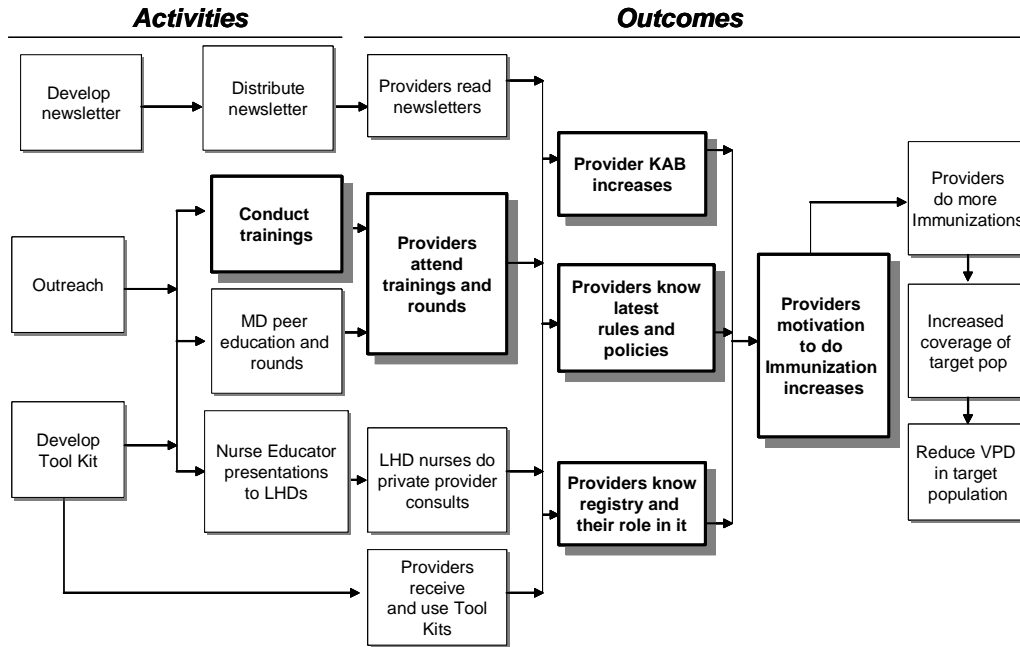 Activities
Outcomes
Develop
newsletter
Distribute
newsletter
Providers read
newsletters
Outreach
Conduct
trainings
MD peer
education and
rounds
Providers
attend
trainings and
rounds
Develop
Tool Kit
Nurse Educator
presentations
to LHDs
LHD nurses do
private provider
consults
Providers
receive
and use Tool
Kits
Provider KAB
increases
Providers know
latest
rules and
policies
Providers know
registry and
their role in it
Providers
motivation
to do
Immunization
increases
Providers
do more
Immunizations
Increased
coverage of
target pop
Reduce VPD
in target
population